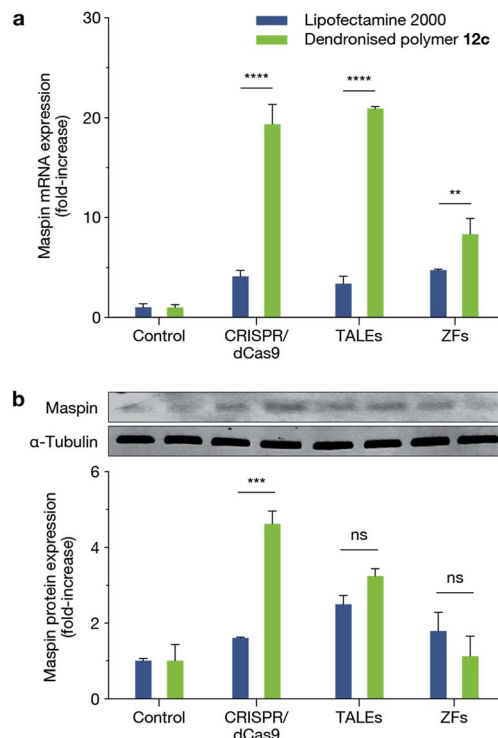 a
Lipofectamine 2000
Dendronised polymer 12c
Maspin mRNA expression
(fold-increase)
30
20
10
0
****
****
**
Control
CRISPR/
dCas9
TALEs
ZFs
b
Maspin
α-Tubulin
Maspin protein expression
(fold-increase)
6
4
2
0
***
ns
ns
Control
CRISPR/
dCas9
TALEs
ZFs